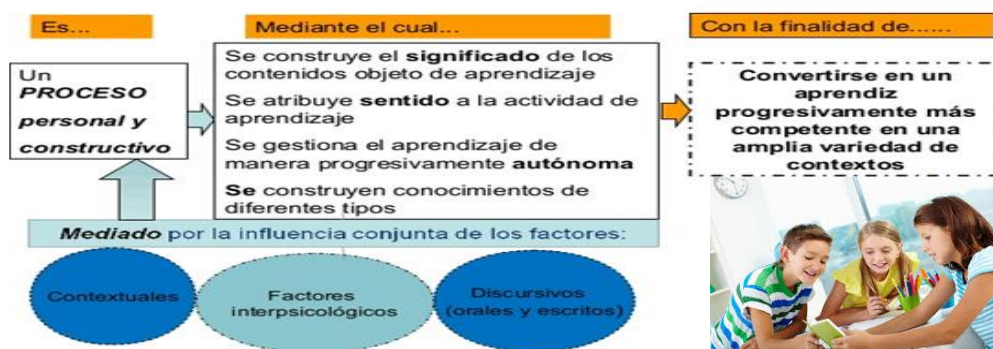 Es...
Mediante el cual...
Con la finalidad de......
Un
PROCESO
personal y
constructivo
Se construye el significado de los
contenidos objeto de aprendizaje
Se atribuye sentido a la actividad de
aprendizaje
Se gestiona el aprendizaje de
manera progresivamente autónoma
Se construyen conocimientos de
diferentes tipos
Convertirse en un
aprendiz
progresivamente más
competente en una
amplia variedad de
contextos
Mediado por la influencia conjunta de los factores:
Contextuales
Factores
interpsicológicos
Discursivos
(orales y escritos)